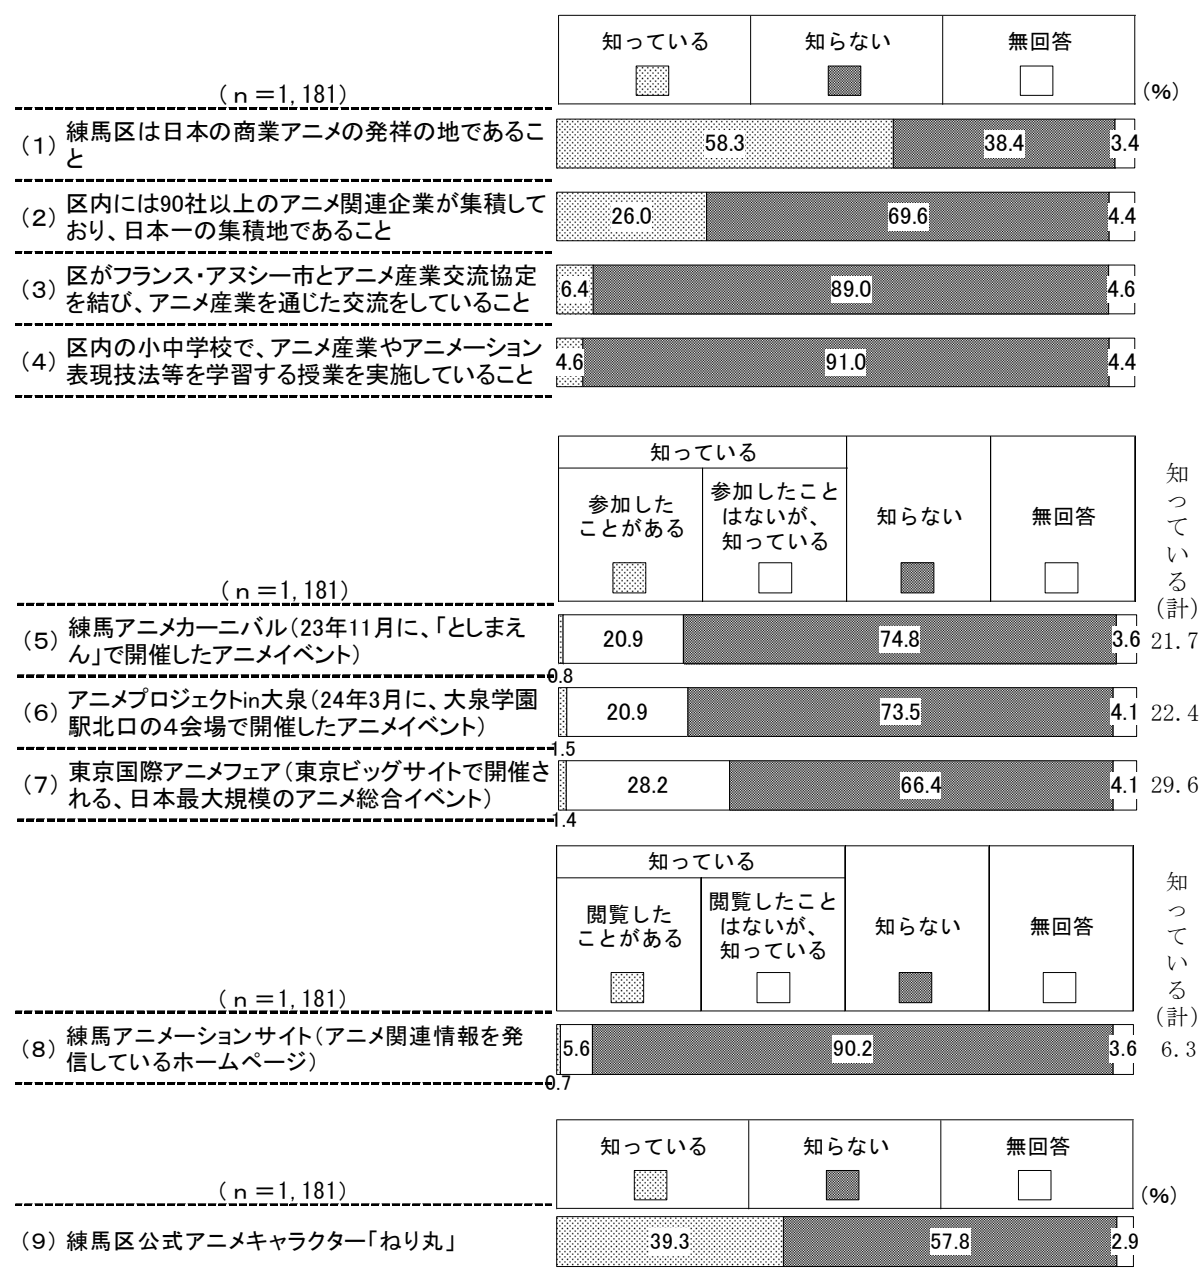 知っている 知らない 無回答
(ｎ＝1,181) (%)
(1) 練馬区は日本の商業アニメの発祥の地であるこ
と
58.3 38.4 3.4
(2) 区内には90社以上のアニメ関連企業が集積して
おり、日本一の集積地であること
26.0 69.6 4.4
(3) 区がフランス・アヌシー市とアニメ産業交流協定
を結び、アニメ産業を通じた交流をしていること
6.4 89.0 4.6
(4) 区内の小中学校で、アニメ産業やアニメーション
表現技法等を学習する授業を実施していること
4.6 91.0 4.4
知っている
参加した
ことがある
参加したこと
はないが、
知っている
知らない
無回答
知っている(計)
(ｎ＝1,181)
(5) 練馬アニメカーニバル(23年11月に、「としまえ
ん」で開催したアニメイベント)
0.8 20.9 74.8 3.6 21.7
(6) アニメプロジェクトin大泉(24年3月に、大泉学園
駅北口の４会場で開催したアニメイベント)
1.5 20.9 73.5 4.1 22.4
(7) 東京国際アニメフェア(東京ビッグサイトで開催さ
れる、日本最大規模のアニメ総合イベント)
1.4 28.2 66.4 4.1 29.6
知っている
閲覧した
ことがある
閲覧したこと
はないが、
知っている
知らない
無回答
知っている(計)
(ｎ＝1,181)
(8) 練馬アニメーションサイト(アニメ関連情報を発
信しているホームページ)
0.7 5.6 90.2 3.6 6.3
知っている 知らない 無回答
(ｎ＝1,181) (%)
(9) 練馬区公式アニメキャラクター「ねり丸」
39.3 57.8 2.9